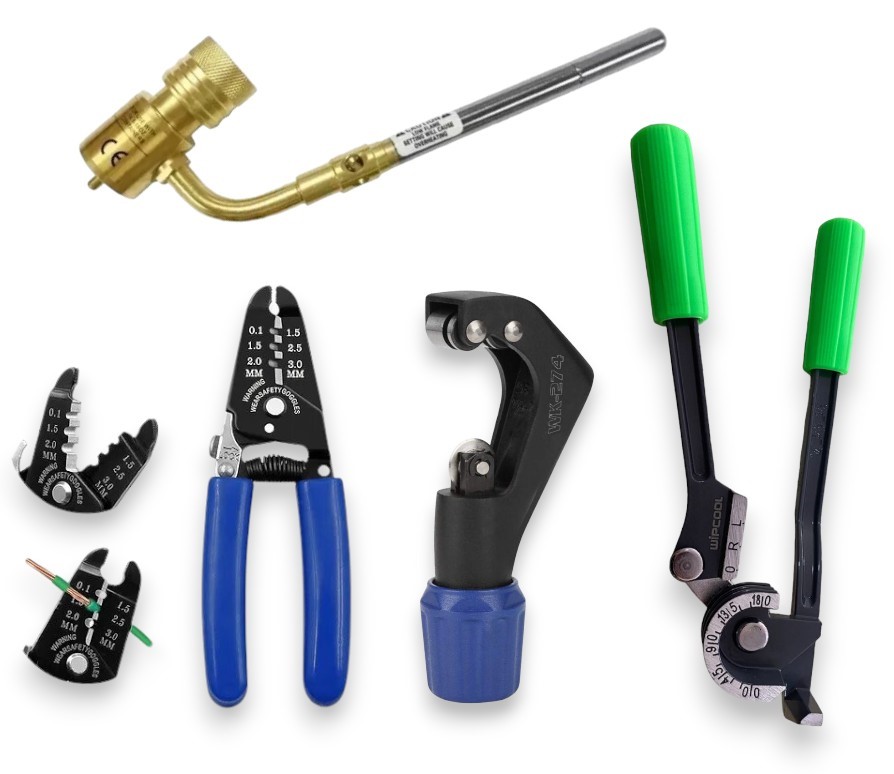 CE
LOW FLAME
SETTING WILL CAUSE
OVERHEATING
0.1 1.5
1.5 2.5
2.0 3.0
MM MM
WARNING
WEARSAFETYGOGGLES
WK-274
0.1
1.5
2.0
MM
1.5
2.5
3.0
MM
WARNING
WEARSAFETYGOGGLES
0.1
1.5
2.0
MM
1.5
2.5
3.0
MM
WARNING
WEARSAFETYGOGGLES
WIPCOOL
O R L
180
135
90
45
0